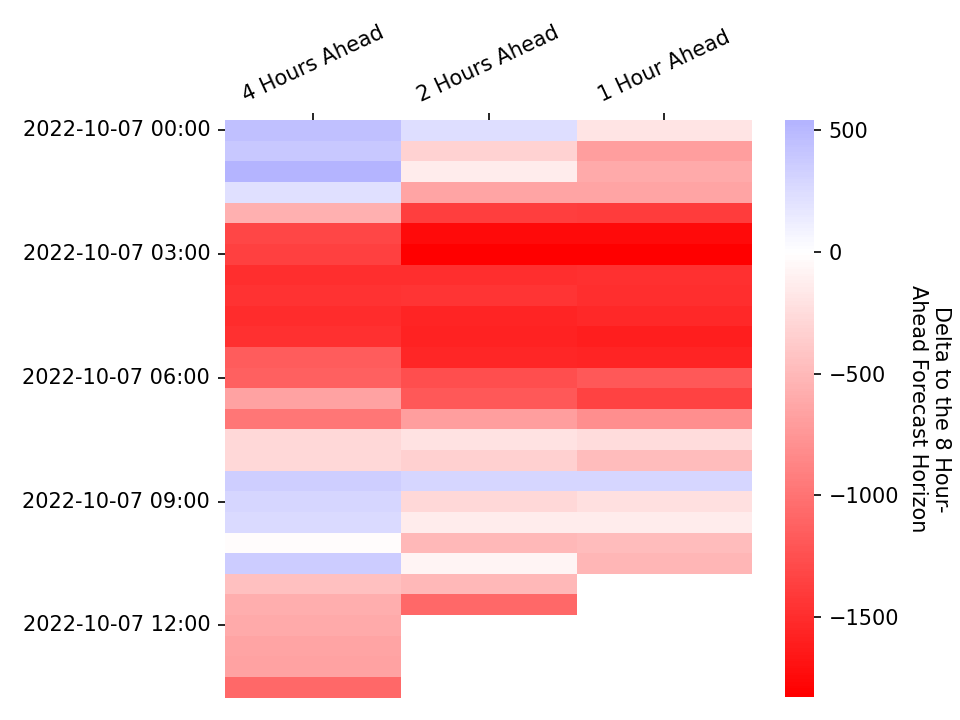 4 Hours Ahead
2 Hours Ahead
1 Hour Ahead
2022-10-07 00:00
2022-10-07 03:00
2022-10-07 06:00
2022-10-07 09:00
2022-10-07 12:00
500
0
−500
−1000
−1500
Delta to the 8 Hour-
Ahead Forecast Horizon